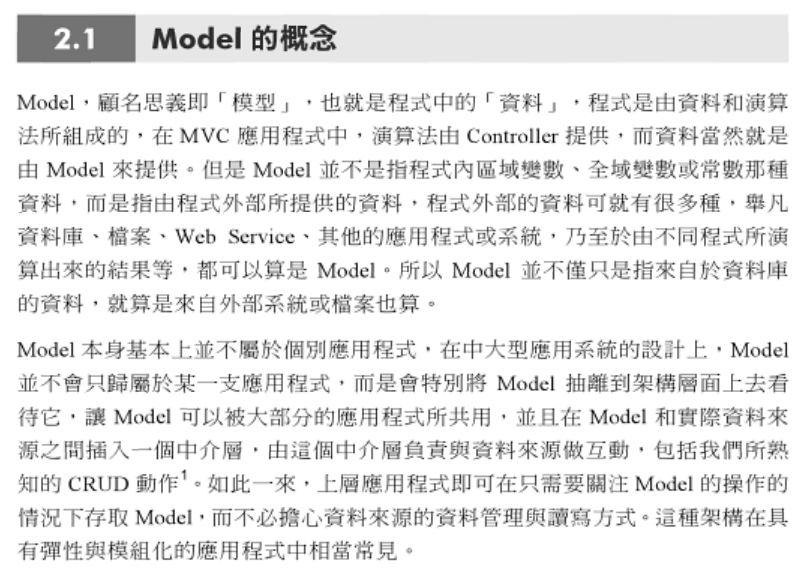 2.1 Model 的概念
Model，顧名思義即「模型」，也就是程式中的「資料」，程式是由資料和演算
法所組成的，在 MVC 應用程式中，演算法由 Controller 提供，而資料當然就是
由 Model 來提供。但是 Model 並不是指程式內區域變數、全域變數或常數那種
資料，而是指由程式外部所提供的資料，程式外部的資料可就有很多種，舉凡
資料庫、檔案、Web Service、其他的應用程式或系統，乃至於由不同程式所演
算出來的結果等，都可以算是 Model。所以 Model 並不僅只是指來自於資料庫
的資料，就算是來自外部系統或檔案也算。
Model 本身基本上並不屬於個別應用程式，在中大型應用系統的設計上，Model
並不會只歸屬於某一支應用程式，而是會特別將 Model 抽離到架構層面上去看
待它，讓 Model 可以被大部分的應用程式所共用，並且在 Model 和實際資料來
源之間插入一個中介層，由這個中介層負責與資料來源做互動，包括我們所熟
知的 CRUD 動作1。如此一來，上層應用程式即可在只需要關注 Model 的操作的
情況下存取 Model，而不必擔心資料來源的資料管理與讀寫方式。這種架構在具
有彈性與模組化的應用程式中相當常見。